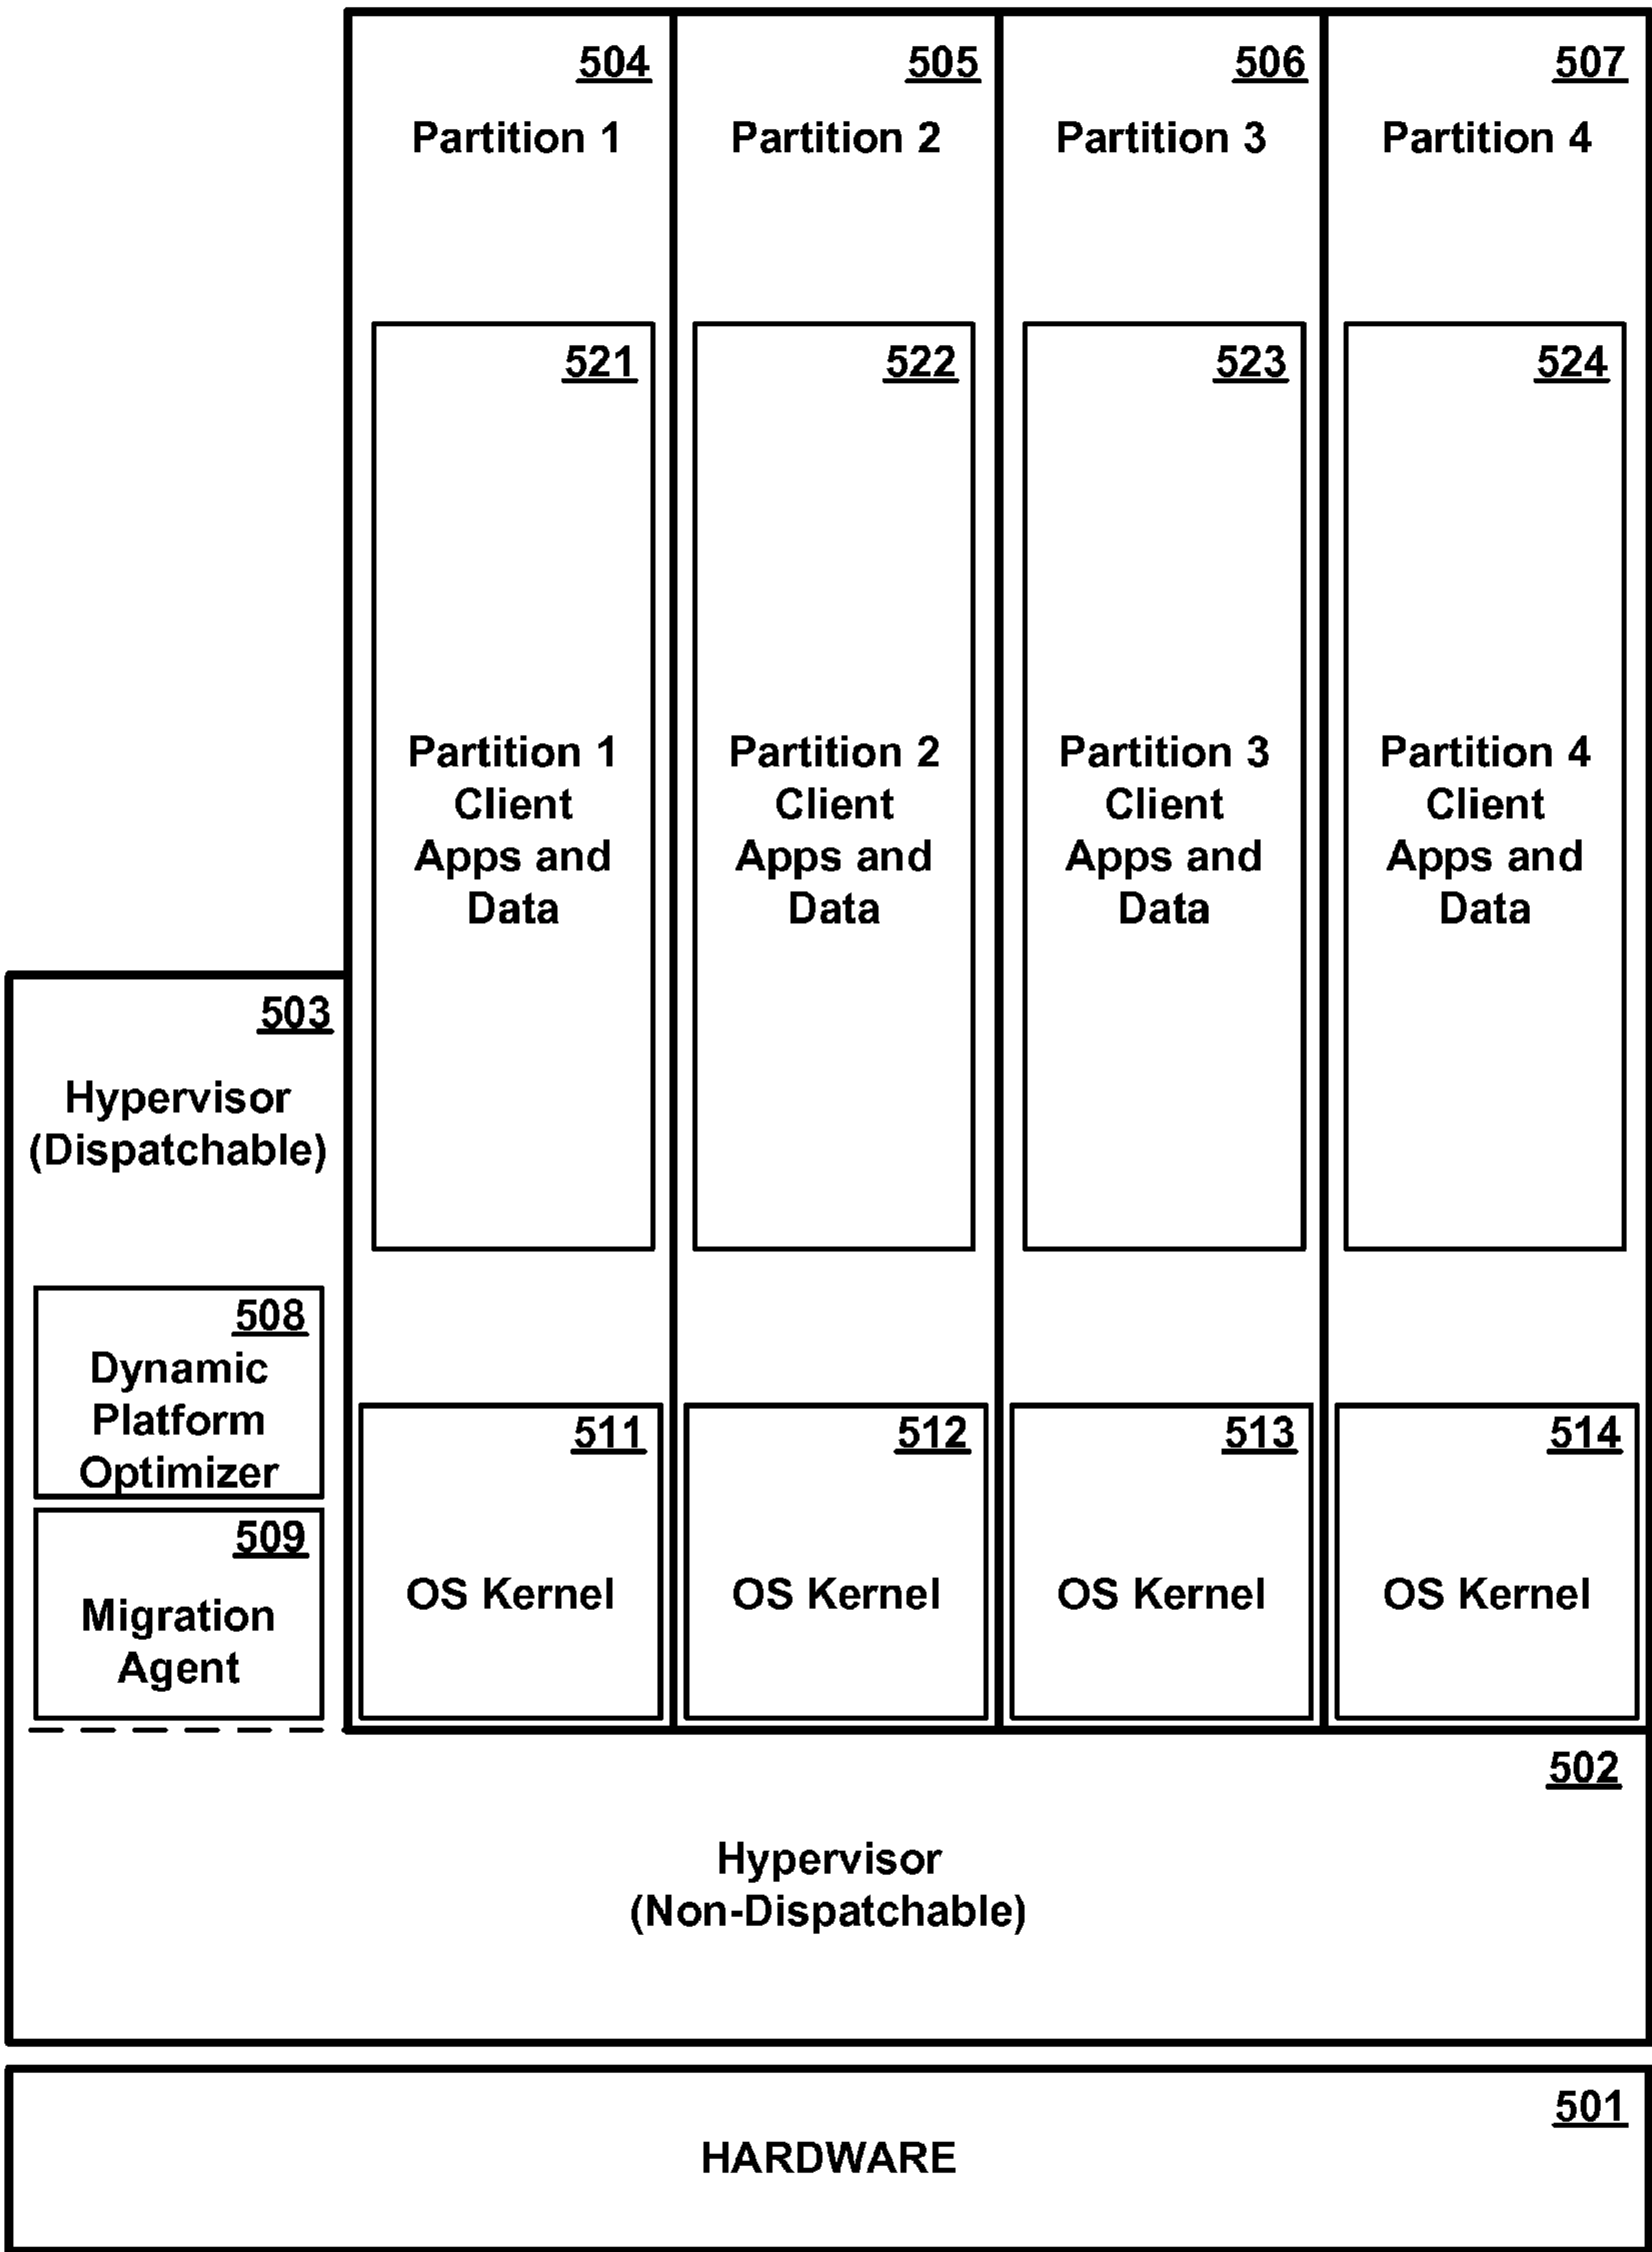 504
Partition 1
505
Partition 2
506
Partition 3
507
Partition 4
521
Partition 1
Client
Apps and
Data
522
Partition 2
Client
Apps and
Data
523
Partition 3
Client
Apps and
Data
524
Partition 4
Client
Apps and
Data
503
Hypervisor
(Dispatchable)
508
Dynamic
Platform
Optimizer
509
Migration
Agent
511
OS Kernel
512
OS Kernel
513
OS Kernel
514
OS Kernel
502
Hypervisor
(Non-Dispatchable)
501
HARDWARE